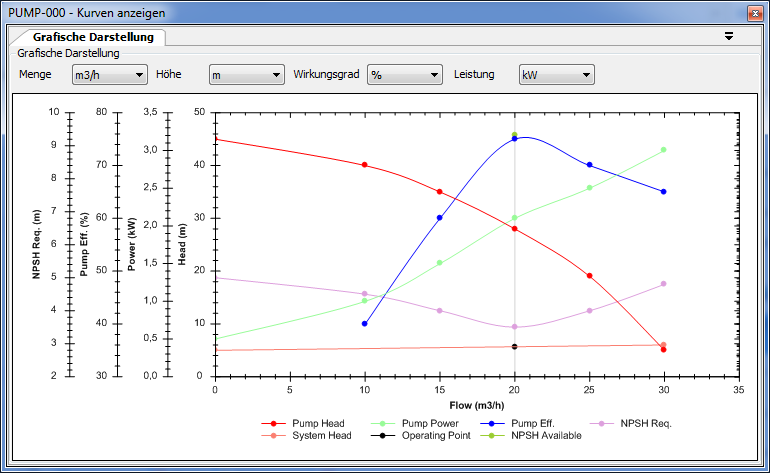 PUMP-000 - Kurven anzeigen
Grafische Darstellung
Grafische Darstellung
Menge m3/h Höhe m Wirkungsgrad % Leistung kW
10 80 3,5 50
9 3,0
8 70 40
2,5
7
60 2,0 30
6
1,5
5 50 20
1,0
4
40 10
3 0,5
2 30 0,0 0
NPSH Req. (m)
Pump Eff. (%)
Power (kW)
Head (m)
0 5 10 15 20 25 30 35
Flow (m3/h)
Pump Head Pump Power Pump Eff. NPSH Req.
System Head Operating Point NPSH Available